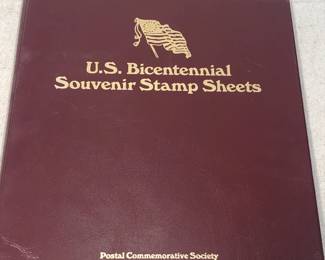 U.S. Bicentennial
Souvenir Stamp Sheets
Postal Commemorative Society